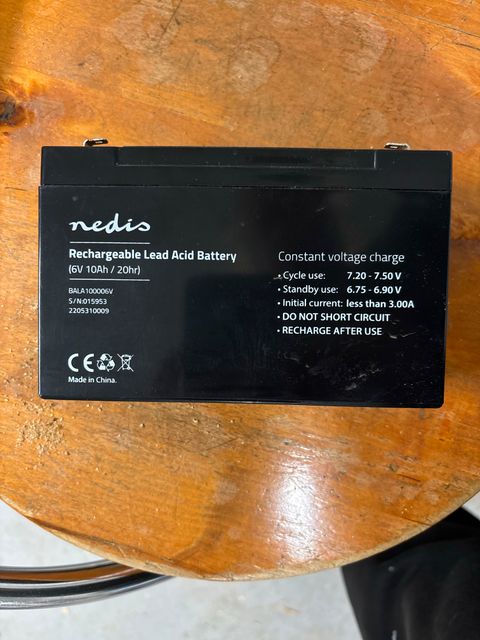 nedis
Rechargeable Lead Acid Battery
(6V 10Ah / 20hr)
BALA100006V
S/N:015953
2205310009
CE
Made in China.
Constant voltage charge
• Cycle use: 7.20 - 7.50 V
• Standby use: 6.75 - 6.90 V
• Initial current: less than 3.00A
• DO NOT SHORT CIRCUIT
• RECHARGE AFTER USE